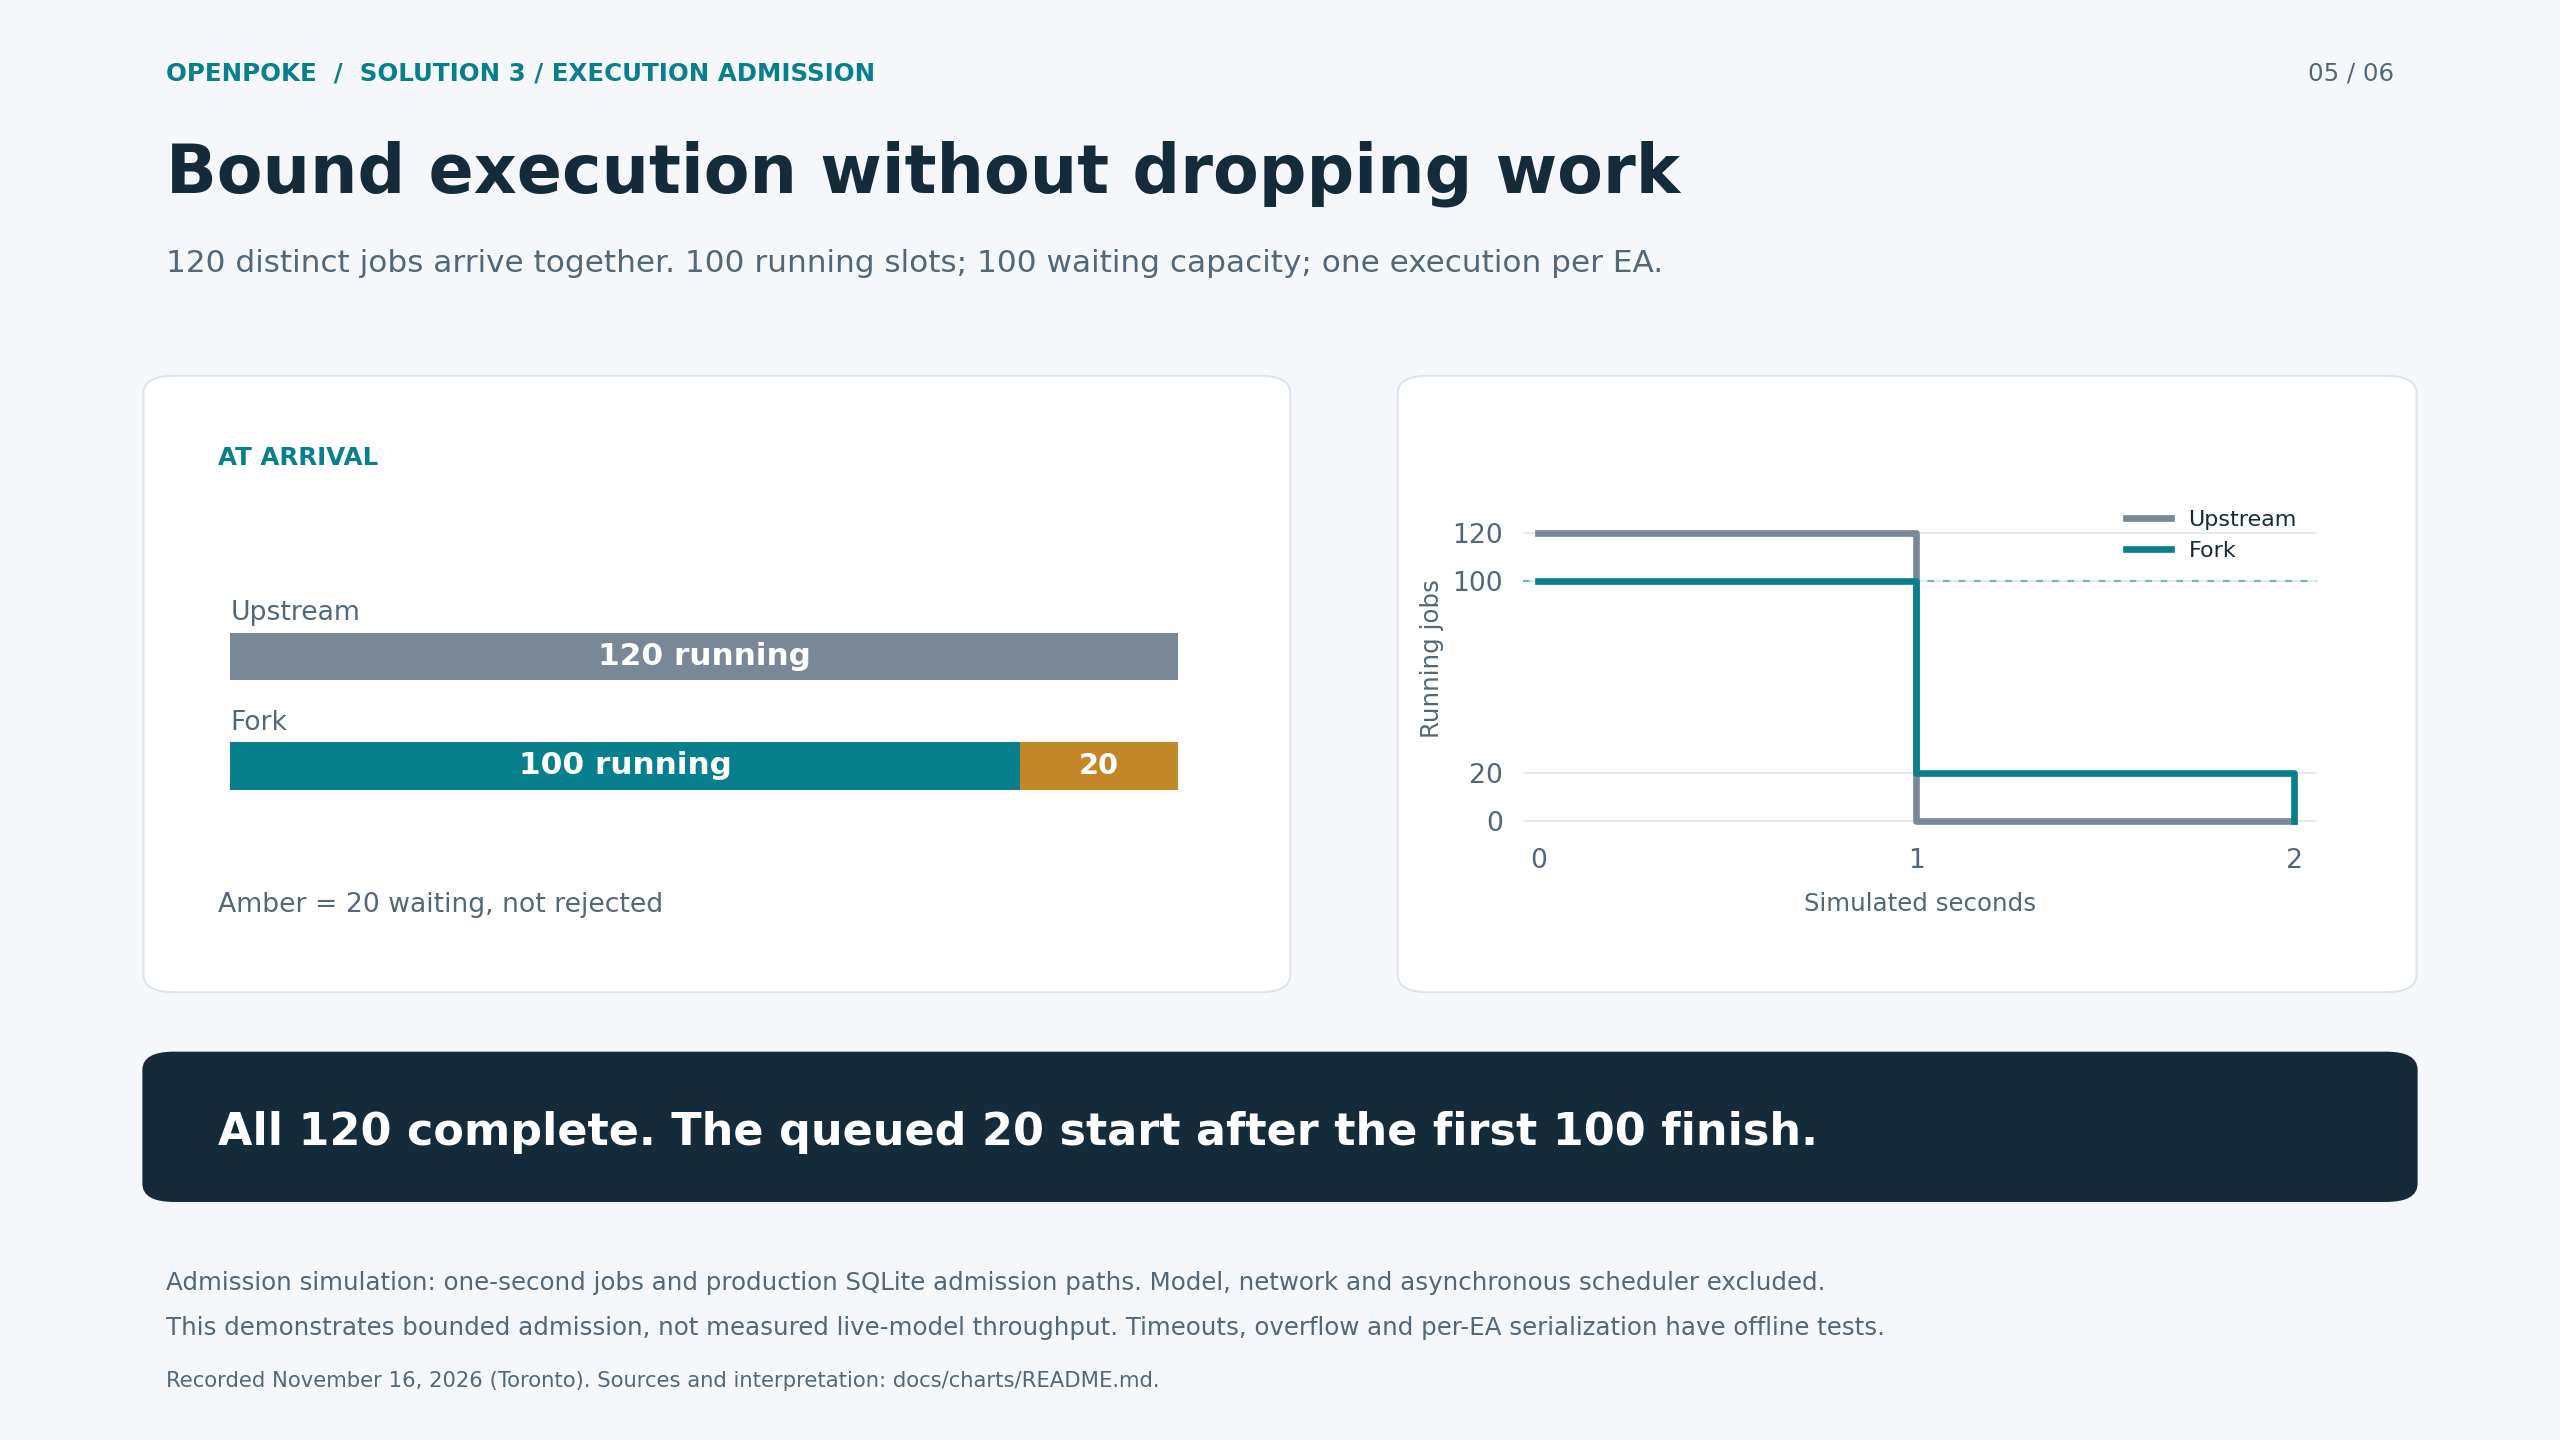 OPENPOKE / SOLUTION 3 / EXECUTION ADMISSION
05 / 06
Bound execution without dropping work
120 distinct jobs arrive together. 100 running slots; 100 waiting capacity; one execution per EA.
AT ARRIVAL
Upstream
120 running
Fork
100 running
20
Amber = 20 waiting, not rejected
Upstream
Fork
Running jobs
120
100
20
0
0
1
2
Simulated seconds
All 120 complete. The queued 20 start after the first 100 finish.
Admission simulation: one-second jobs and production SQLite admission paths. Model, network and asynchronous scheduler excluded.
This demonstrates bounded admission, not measured live-model throughput. Timeouts, overflow and per-EA serialization have offline tests.
Recorded November 16, 2026 (Toronto). Sources and interpretation: docs/charts/README.md.